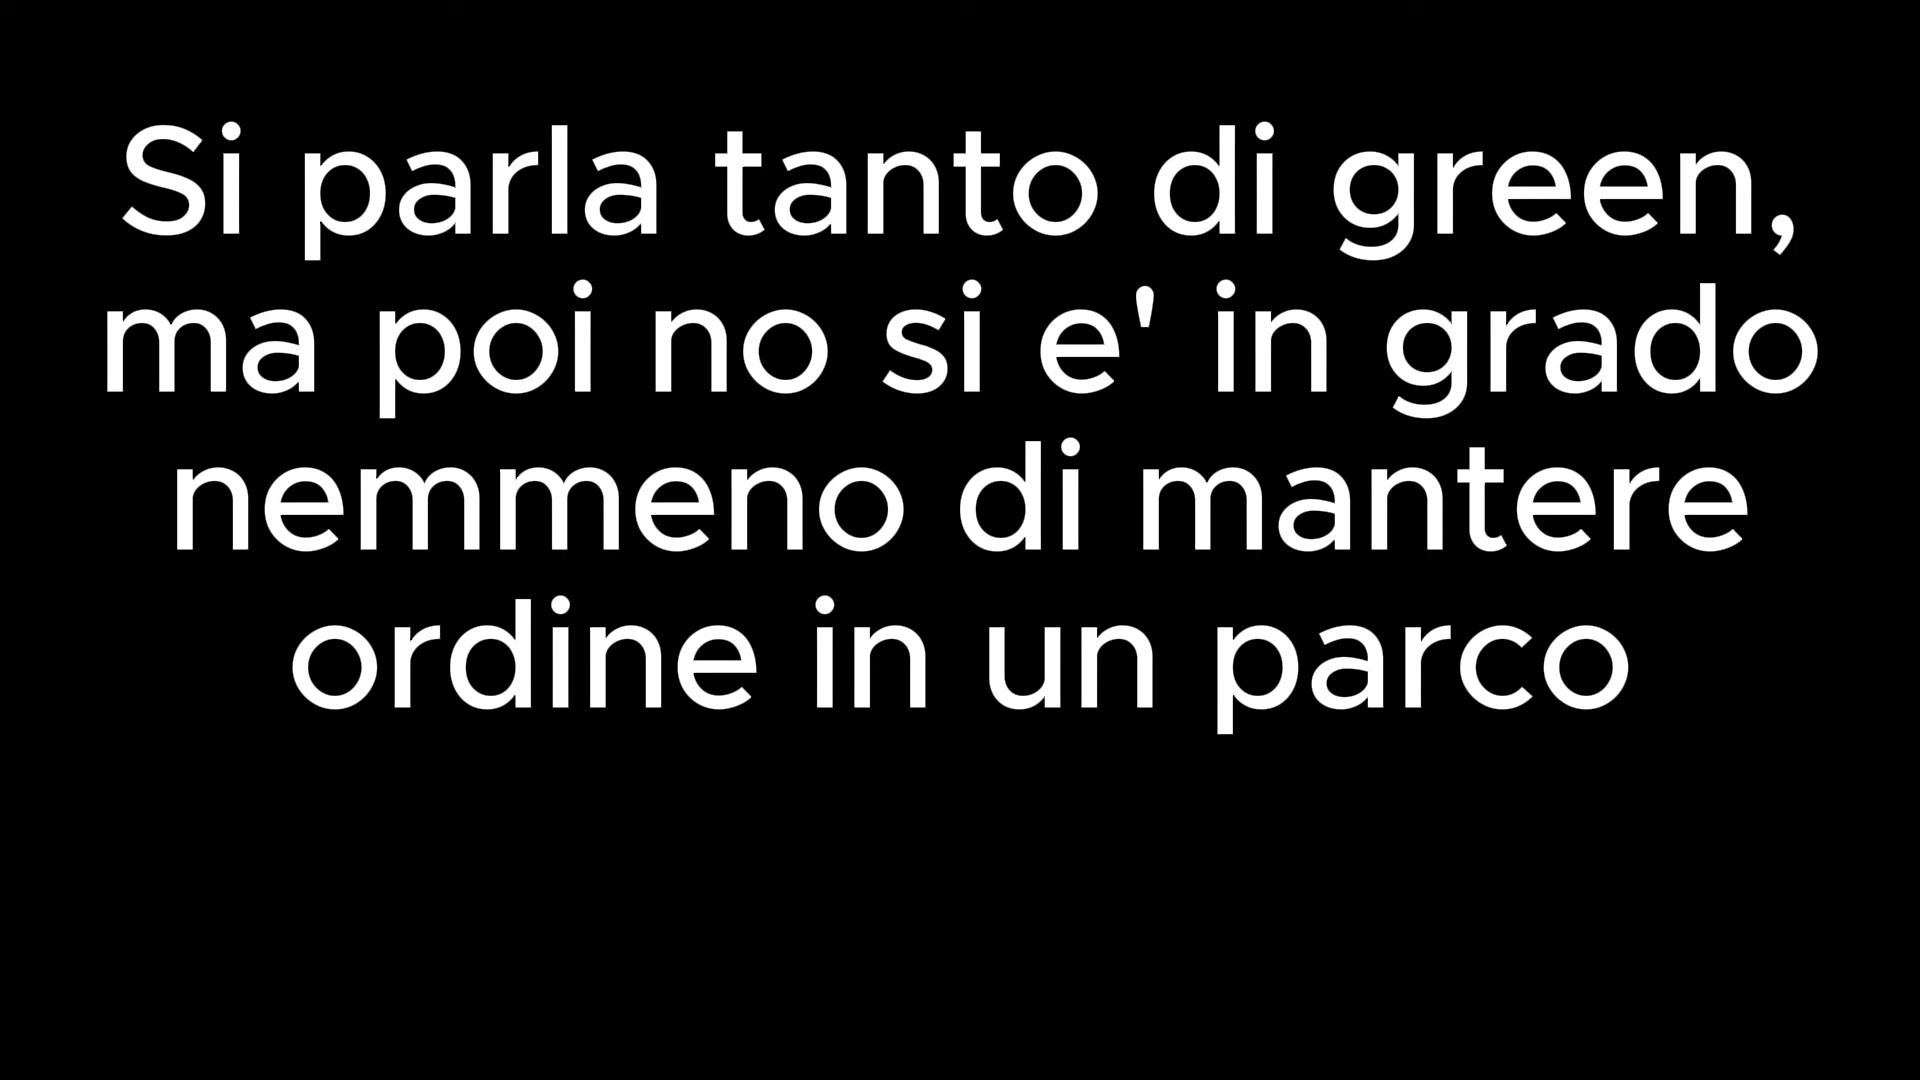 Si parla tanto di green,
ma poi no si e' in grado
nemmeno di mantere
ordine in un parco